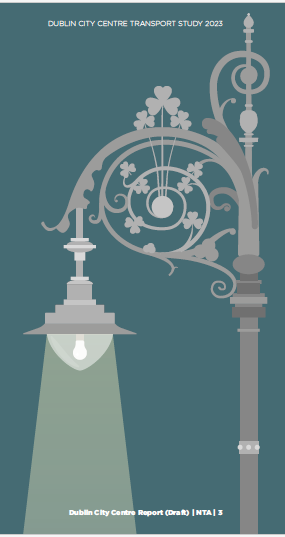 DUBLIN CITY CENTRE TRANSPORT STUDY 2023
Dublin City Centre Report (Draft) | NTA | 3